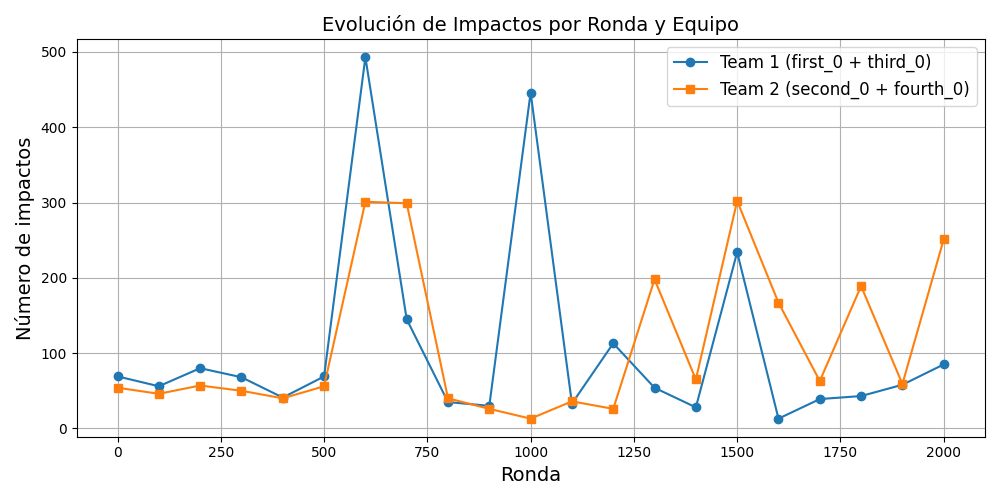 Evolución de Impactos por Ronda y Equipo
Team 1 (first_0 + third_0)
Team 2 (second_0 + fourth_0)
Número de impactos
500
400
300
200
100
0
0 250 500 750 1000 1250 1500 1750 2000
Ronda